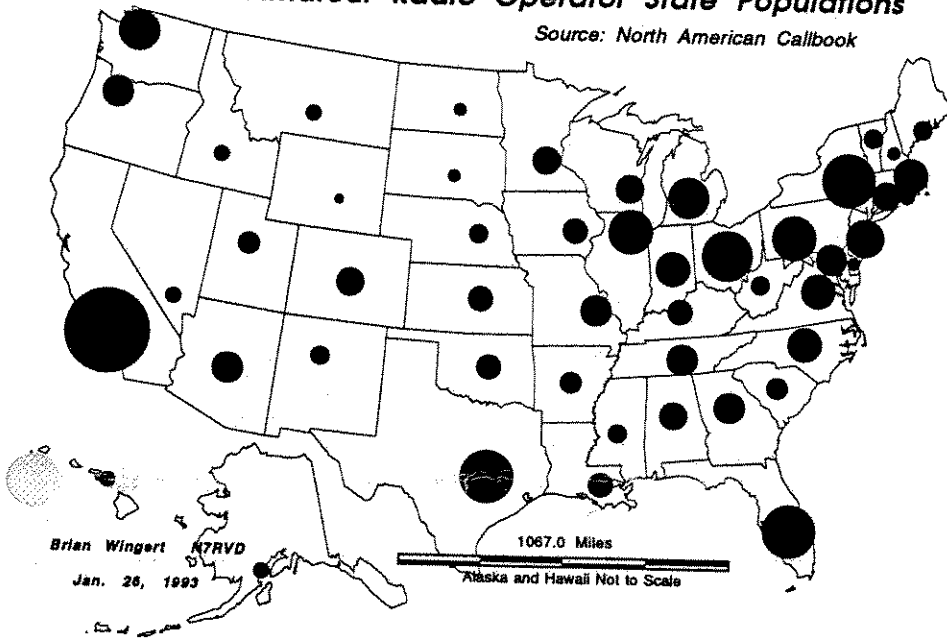 Radio Operator State Populations
Source: North American Callbook
Brian Wingert N7RVD
Jan. 26, 1993
1067.0 Miles
Alaska and Hawaii Not to Scale